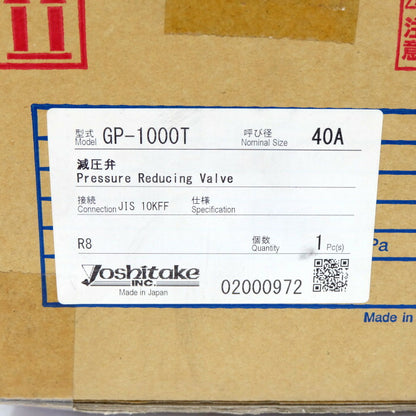 注
意
型式 Model GP-1000T 呼び径 Nominal Size 40A
減圧弁
Pressure Reducing Valve
接続 Connection JIS 10KFF 仕様 Specification
R8 個数 Quantity 1 Pc(s)
Yoshitake
INC.
Made in Japan
02000972
Pa
Made in